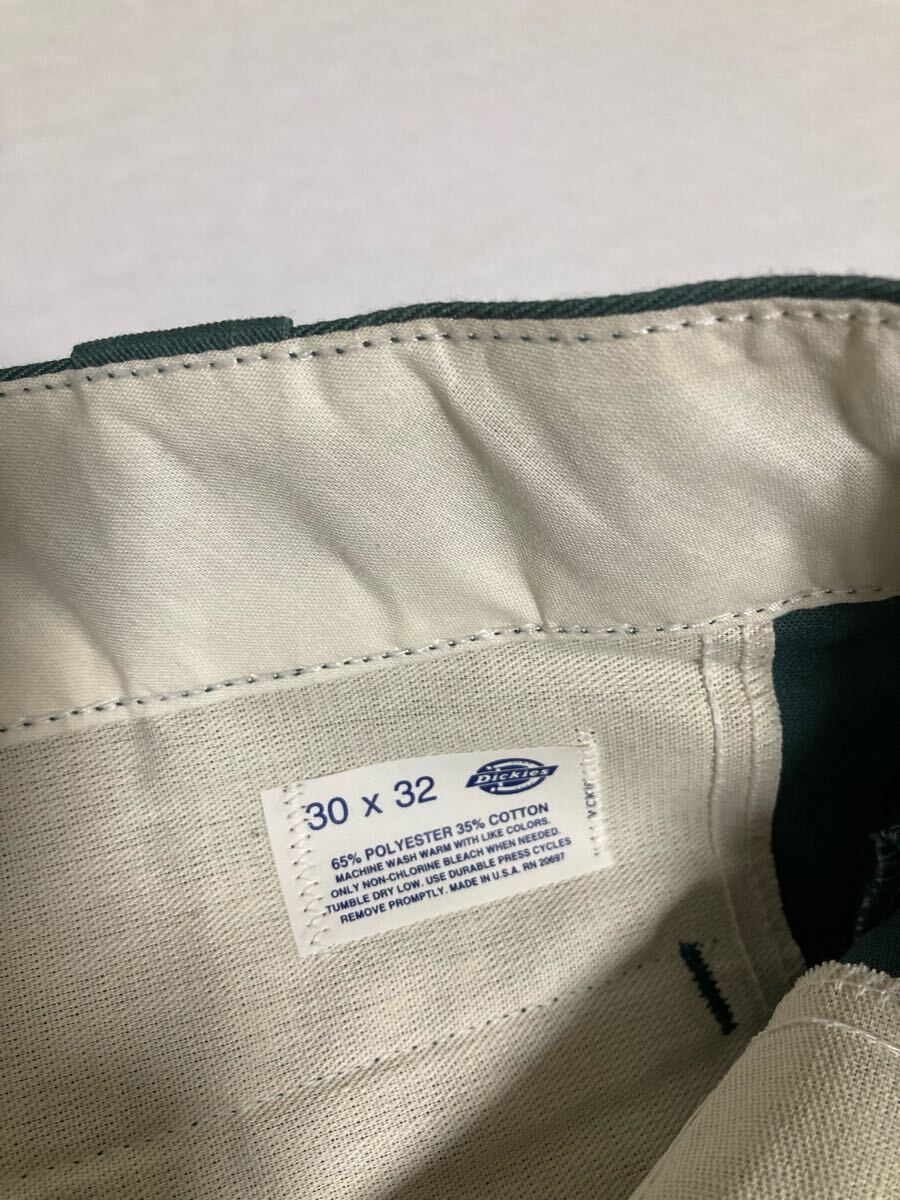 30 x 32
Dickies
65% POLYESTER 35% COTTON
MACHINE WASH WARM WITH LIKE COLORS.
ONLY NON-CHLORINE BLEACH WHEN NEEDED.
TUMBLE DRY LOW. USE DURABLE PRESS CYCLES
REMOVE PROMPTLY. MADE IN U.S.A. RN 20697